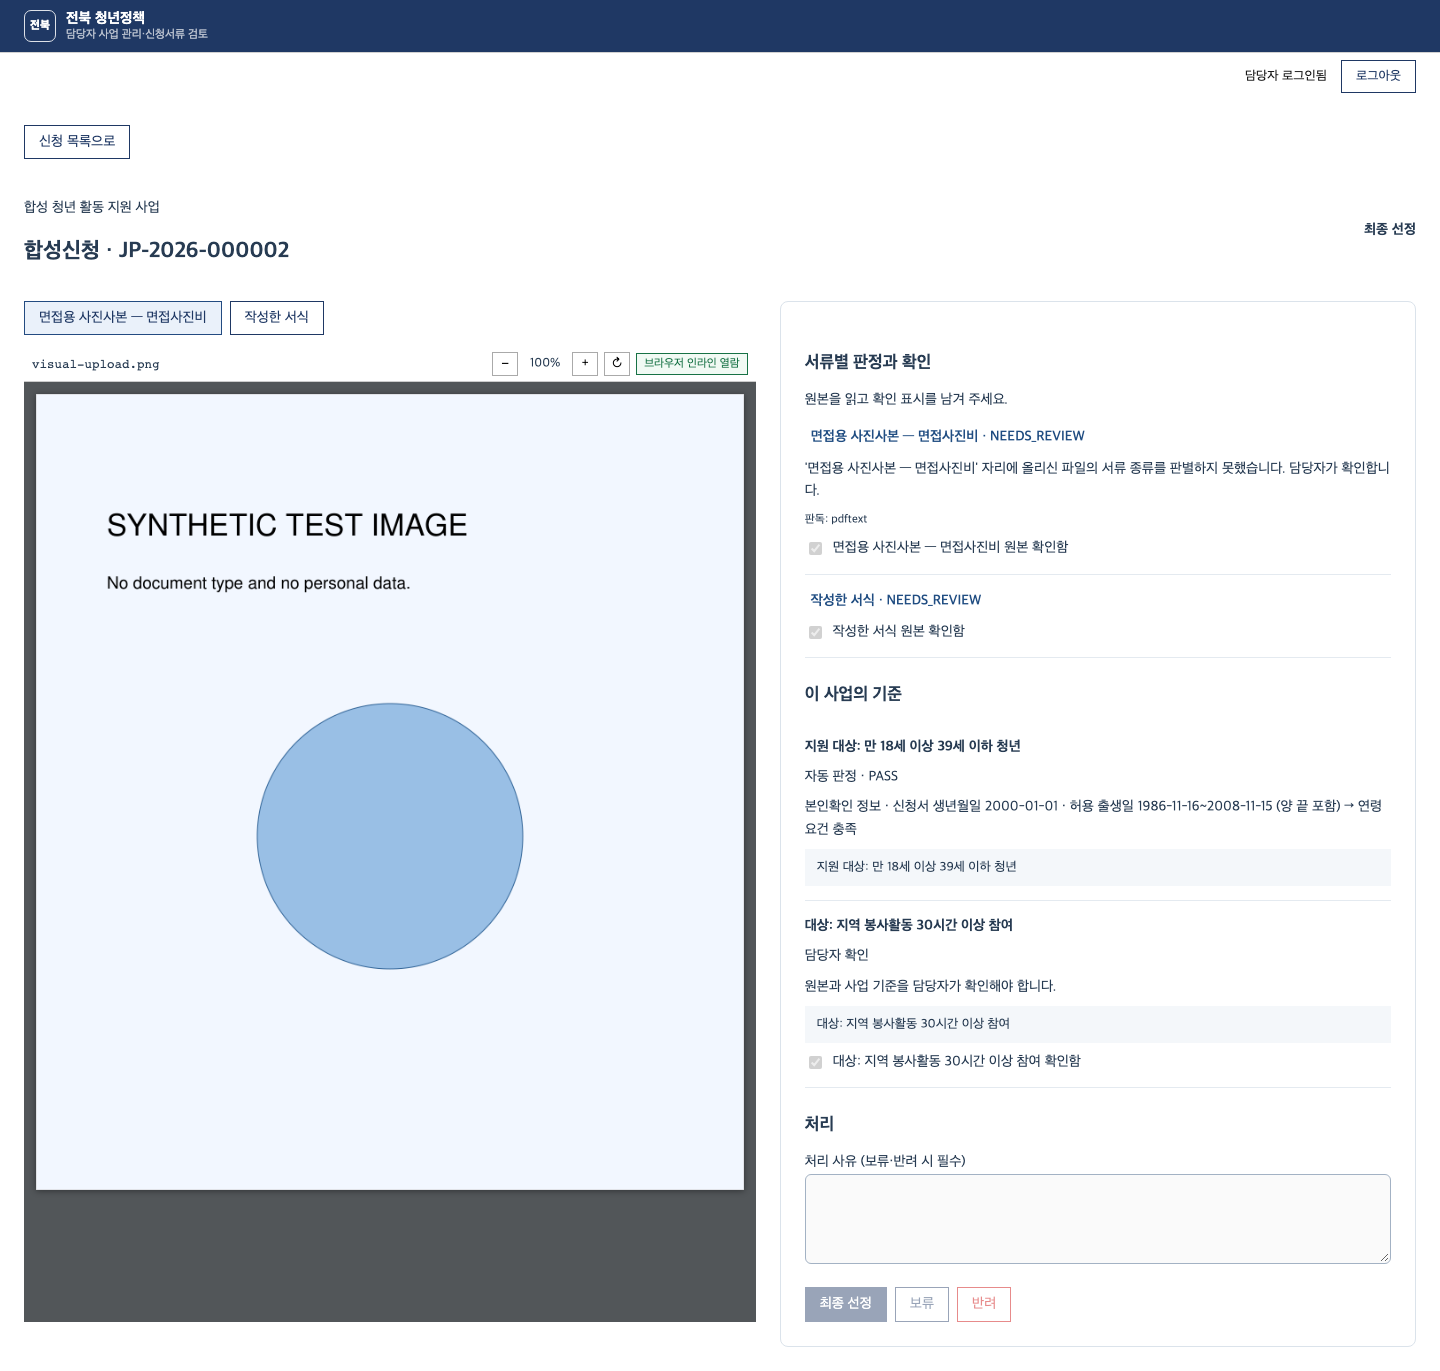 전북
전북 청년정책
담당자 사업 관리·신청서류 검토
담당자 로그인됨
로그아웃
신청 목록으로
합성 청년 활동 지원 사업
합성신청 · JP-2026-000002
최종 선정
면접용 사진사본 — 면접사진비
작성한 서식
visual-upload.png
−
100%
+
↻
브라우저 인라인 열람
SYNTHETIC TEST IMAGE
No document type and no personal data.
서류별 판정과 확인
원본을 읽고 확인 표시를 남겨 주세요.
면접용 사진사본 — 면접사진비 · NEEDS_REVIEW
'면접용 사진사본 — 면접사진비' 자리에 올리신 파일의 서류 종류를 판별하지 못했습니다. 담당자가 확인합니
다.
판독: pdftext
면접용 사진사본 — 면접사진비 원본 확인함
작성한 서식 · NEEDS_REVIEW
작성한 서식 원본 확인함
이 사업의 기준
지원 대상: 만 18세 이상 39세 이하 청년
자동 판정 · PASS
본인확인 정보 · 신청서 생년월일 2000-01-01 · 허용 출생일 1986-11-16~2008-11-15 (양 끝 포함) → 연령
요건 충족
지원 대상: 만 18세 이상 39세 이하 청년
대상: 지역 봉사활동 30시간 이상 참여
담당자 확인
원본과 사업 기준을 담당자가 확인해야 합니다.
대상: 지역 봉사활동 30시간 이상 참여
대상: 지역 봉사활동 30시간 이상 참여 확인함
처리
처리 사유 (보류·반려 시 필수)
최종 선정
보류
반려